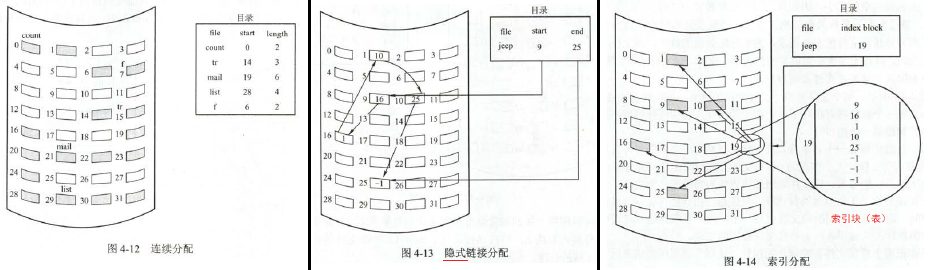 目录
file start length
count 0 2
tr 14 3
mail 19 6
list 28 4
f 6 2
count
0 1 2 3
f
4 5 6 7
8 9 10 11
tr
12 13 14 15
16 17 18 19
mail
20 21 22 23
24 25 26 27
list
28 29 30 31
图 4-12 连续分配
目录
file start end
jeep 9 25
0 1 10 2 3
4 5 6 7
8 9 16 10 25 11
12 13 14 15
16 1 17 18 19
20 21 22 23
24 25 -1 26 27
28 29 30 31
图 4-13 隐式链接分配
目录
file index block
jeep 19
0 1 2 3
4 5 6 7
8 9 10 11
12 13 14 15
16 17 18 19
20 21 22 23
24 25 26 27
28 29 30 31
9
16
1
10
19 25
-1
-1
-1
索引块（表）
图 4-14 索引分配